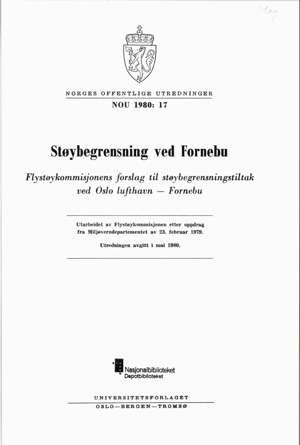 NORGES OFFENTLIGE UTREDNINGER
NOU 1980: 17
Støybegrensning ved Fornebu
Flystøykommisjonens forslag til støybegrensningstiltak
ved Oslo lufthavn — Fornebu
Utarbeidet av Flystøykommisjonen etter oppdrag
fra Miljøverndepartementet av 23. februar 1979.
Utredningen avgitt i mai 1980.
Nasjonalbiblioteket
Depotbiblioteket
UNIVERSITETSFORLAGET
OSLO—BERGEN—TROMSØ